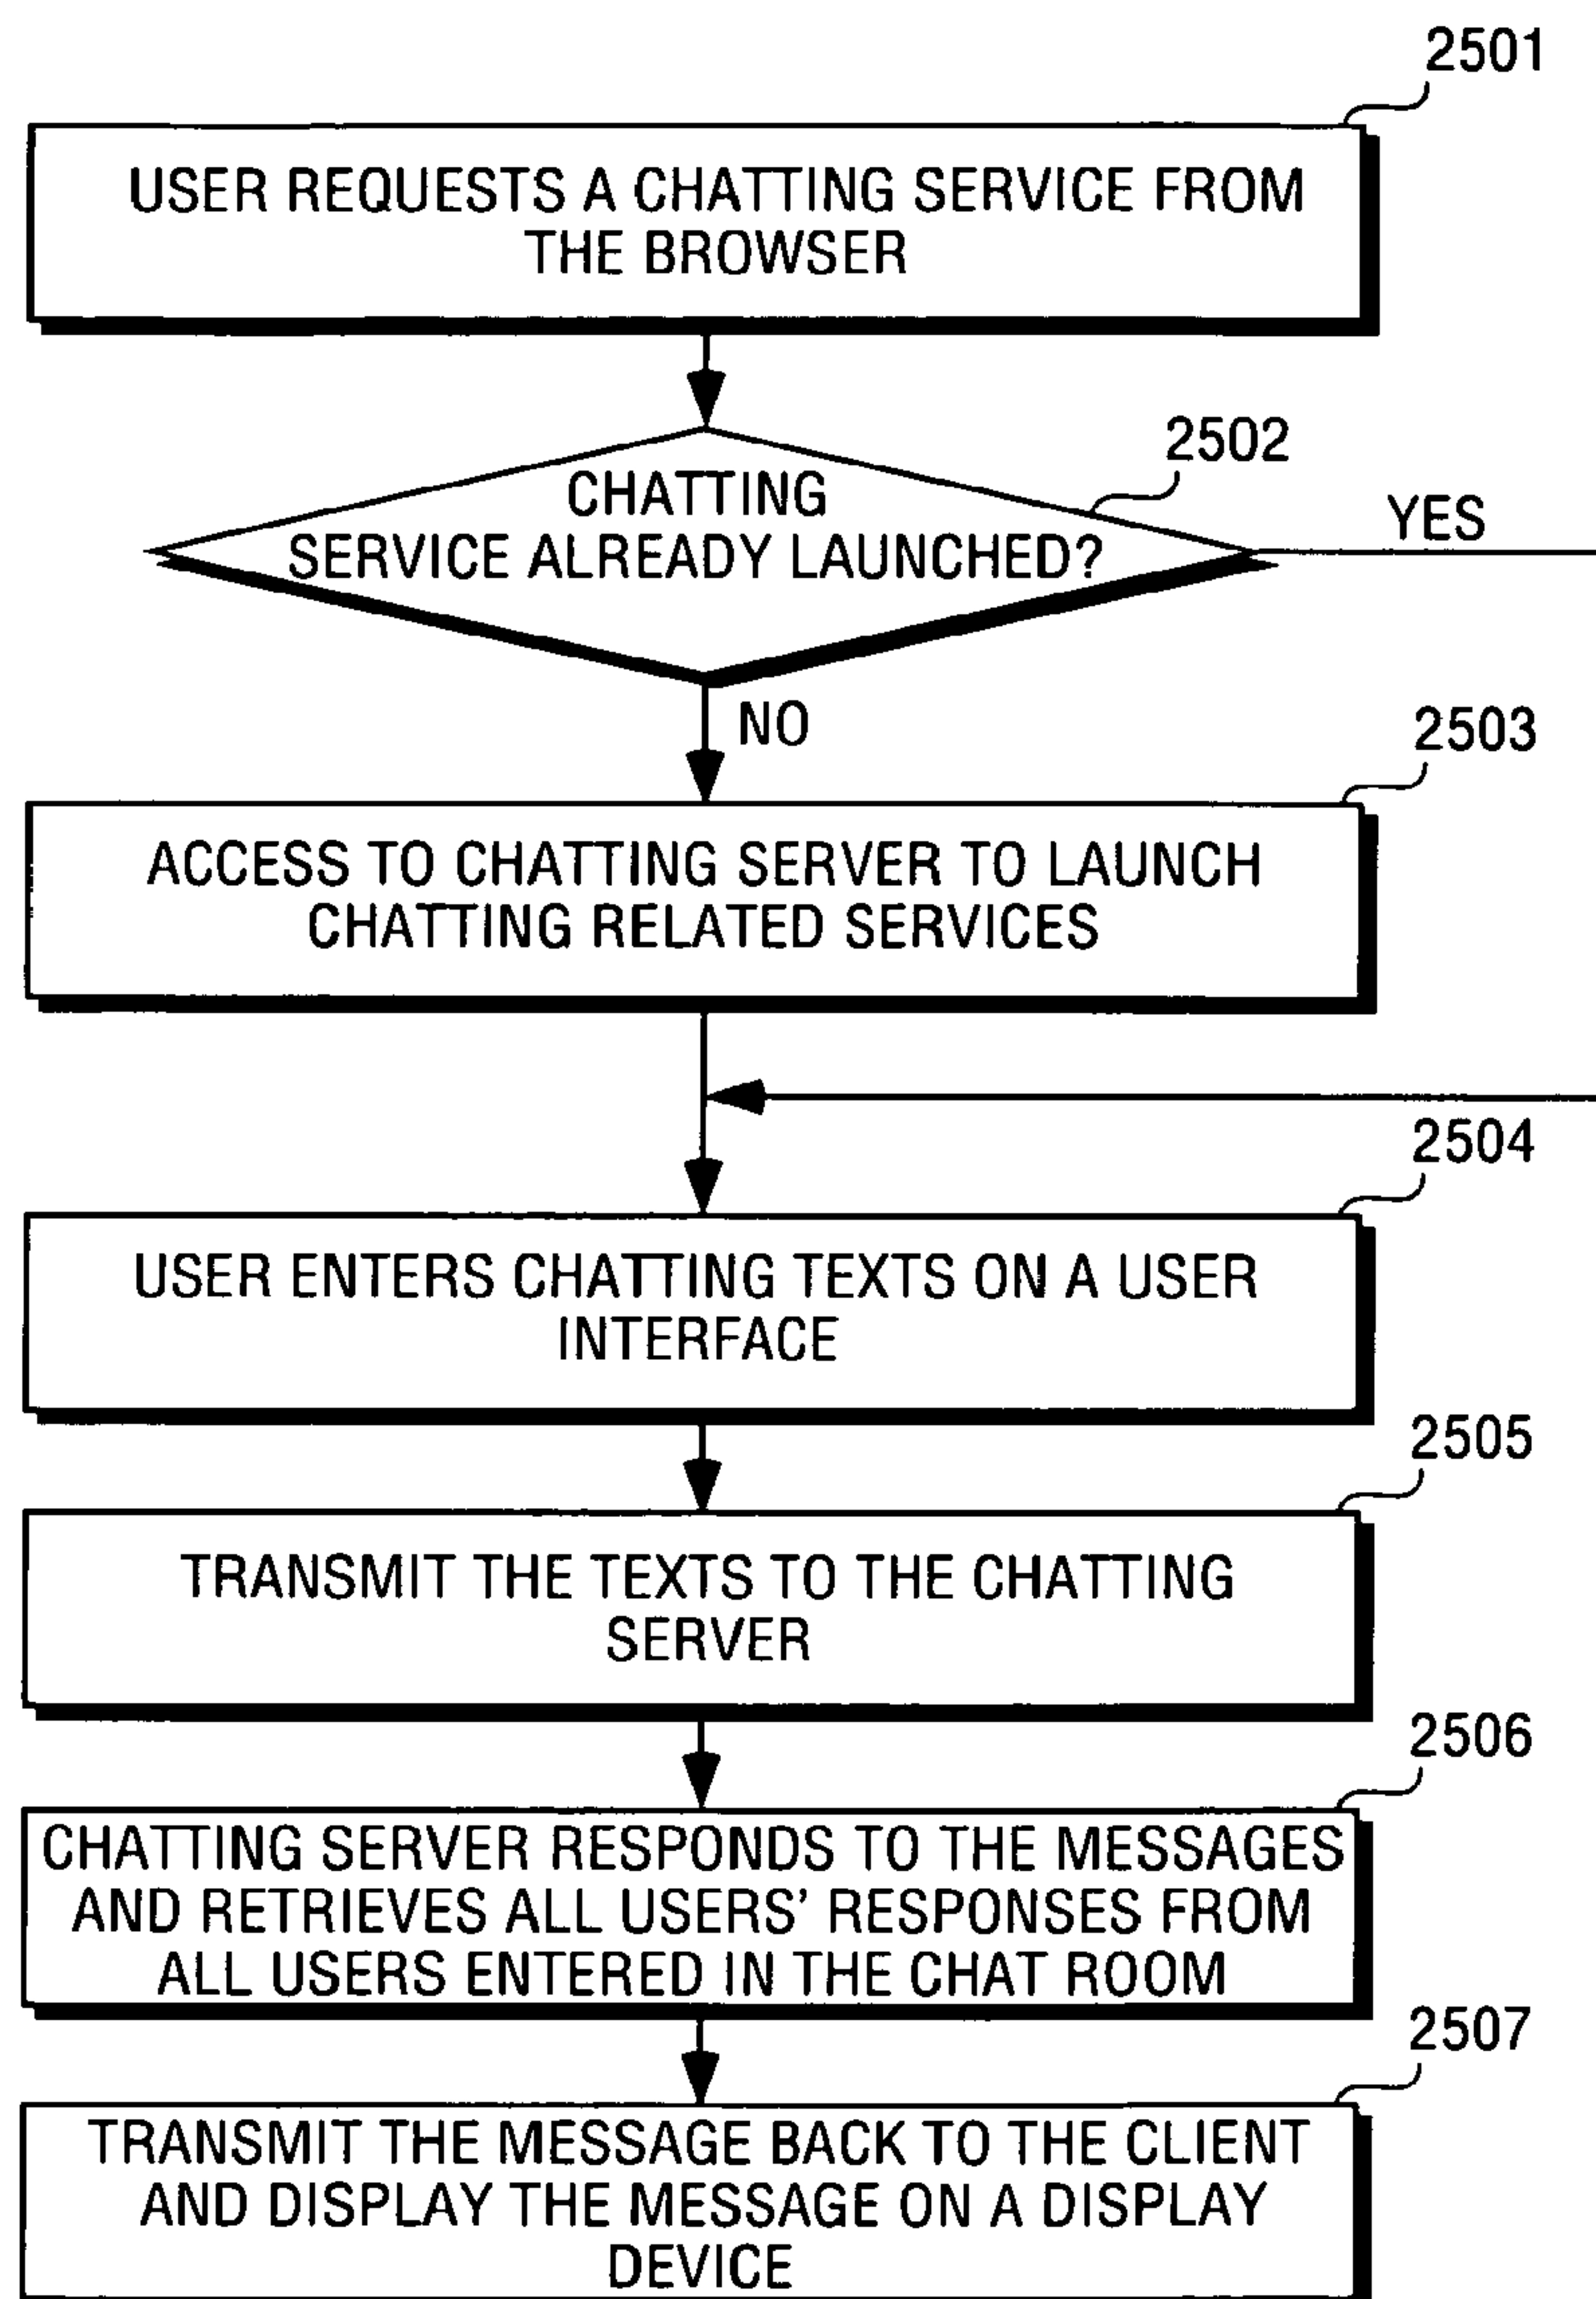 2501
USER REQUESTS A CHATTING SERVICE FROM
THE BROWSER
2502
CHATTING
SERVICE ALREADY LAUNCHED?
YES
NO
2503
ACCESS TO CHATTING SERVER TO LAUNCH
CHATTING RELATED SERVICES
2504
USER ENTERS CHATTING TEXTS ON A USER
INTERFACE
2505
TRANSMIT THE TEXTS TO THE CHATTING
SERVER
2506
CHATTING SERVER RESPONDS TO THE MESSAGES
AND RETRIEVES ALL USERS' RESPONSES FROM
ALL USERS ENTERED IN THE CHAT ROOM
2507
TRANSMIT THE MESSAGE BACK TO THE CLIENT
AND DISPLAY THE MESSAGE ON A DISPLAY
DEVICE